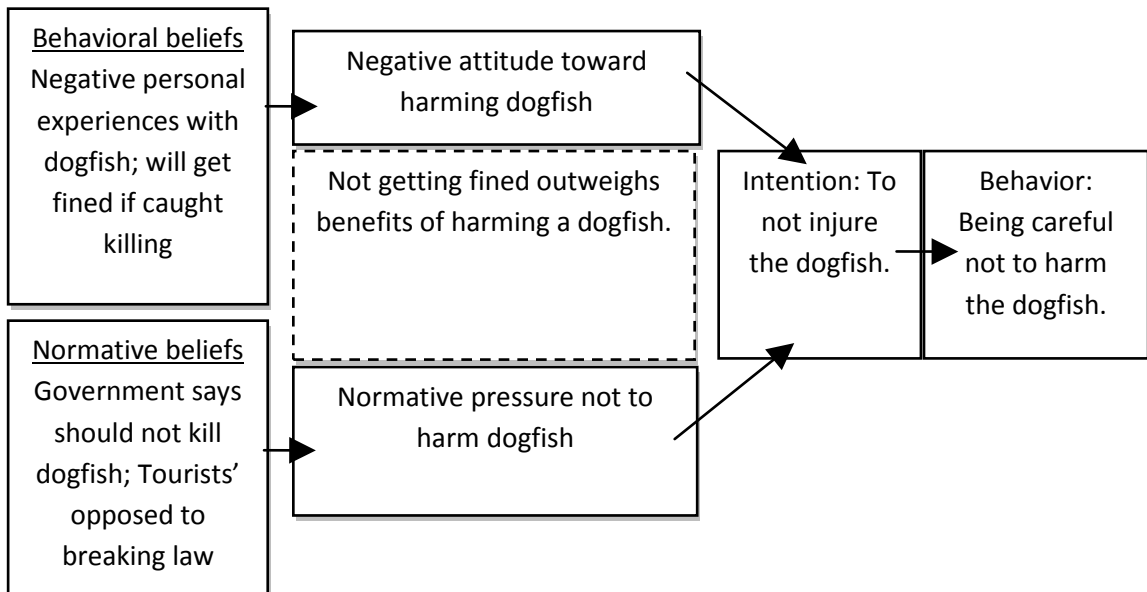 Behavioral beliefs
Negative personal
experiences with
dogfish; will get
fined if caught
killing
Normative beliefs
Government says
should not kill
dogfish; Tourists’
opposed to
breaking law
Negative attitude toward
harming dogfish
Not getting fined outweighs
benefits of harming a dogfish.
Normative pressure not to
harm dogfish
Intention: To
not injure
the dogfish.
Behavior:
Being careful
not to harm
the dogfish.